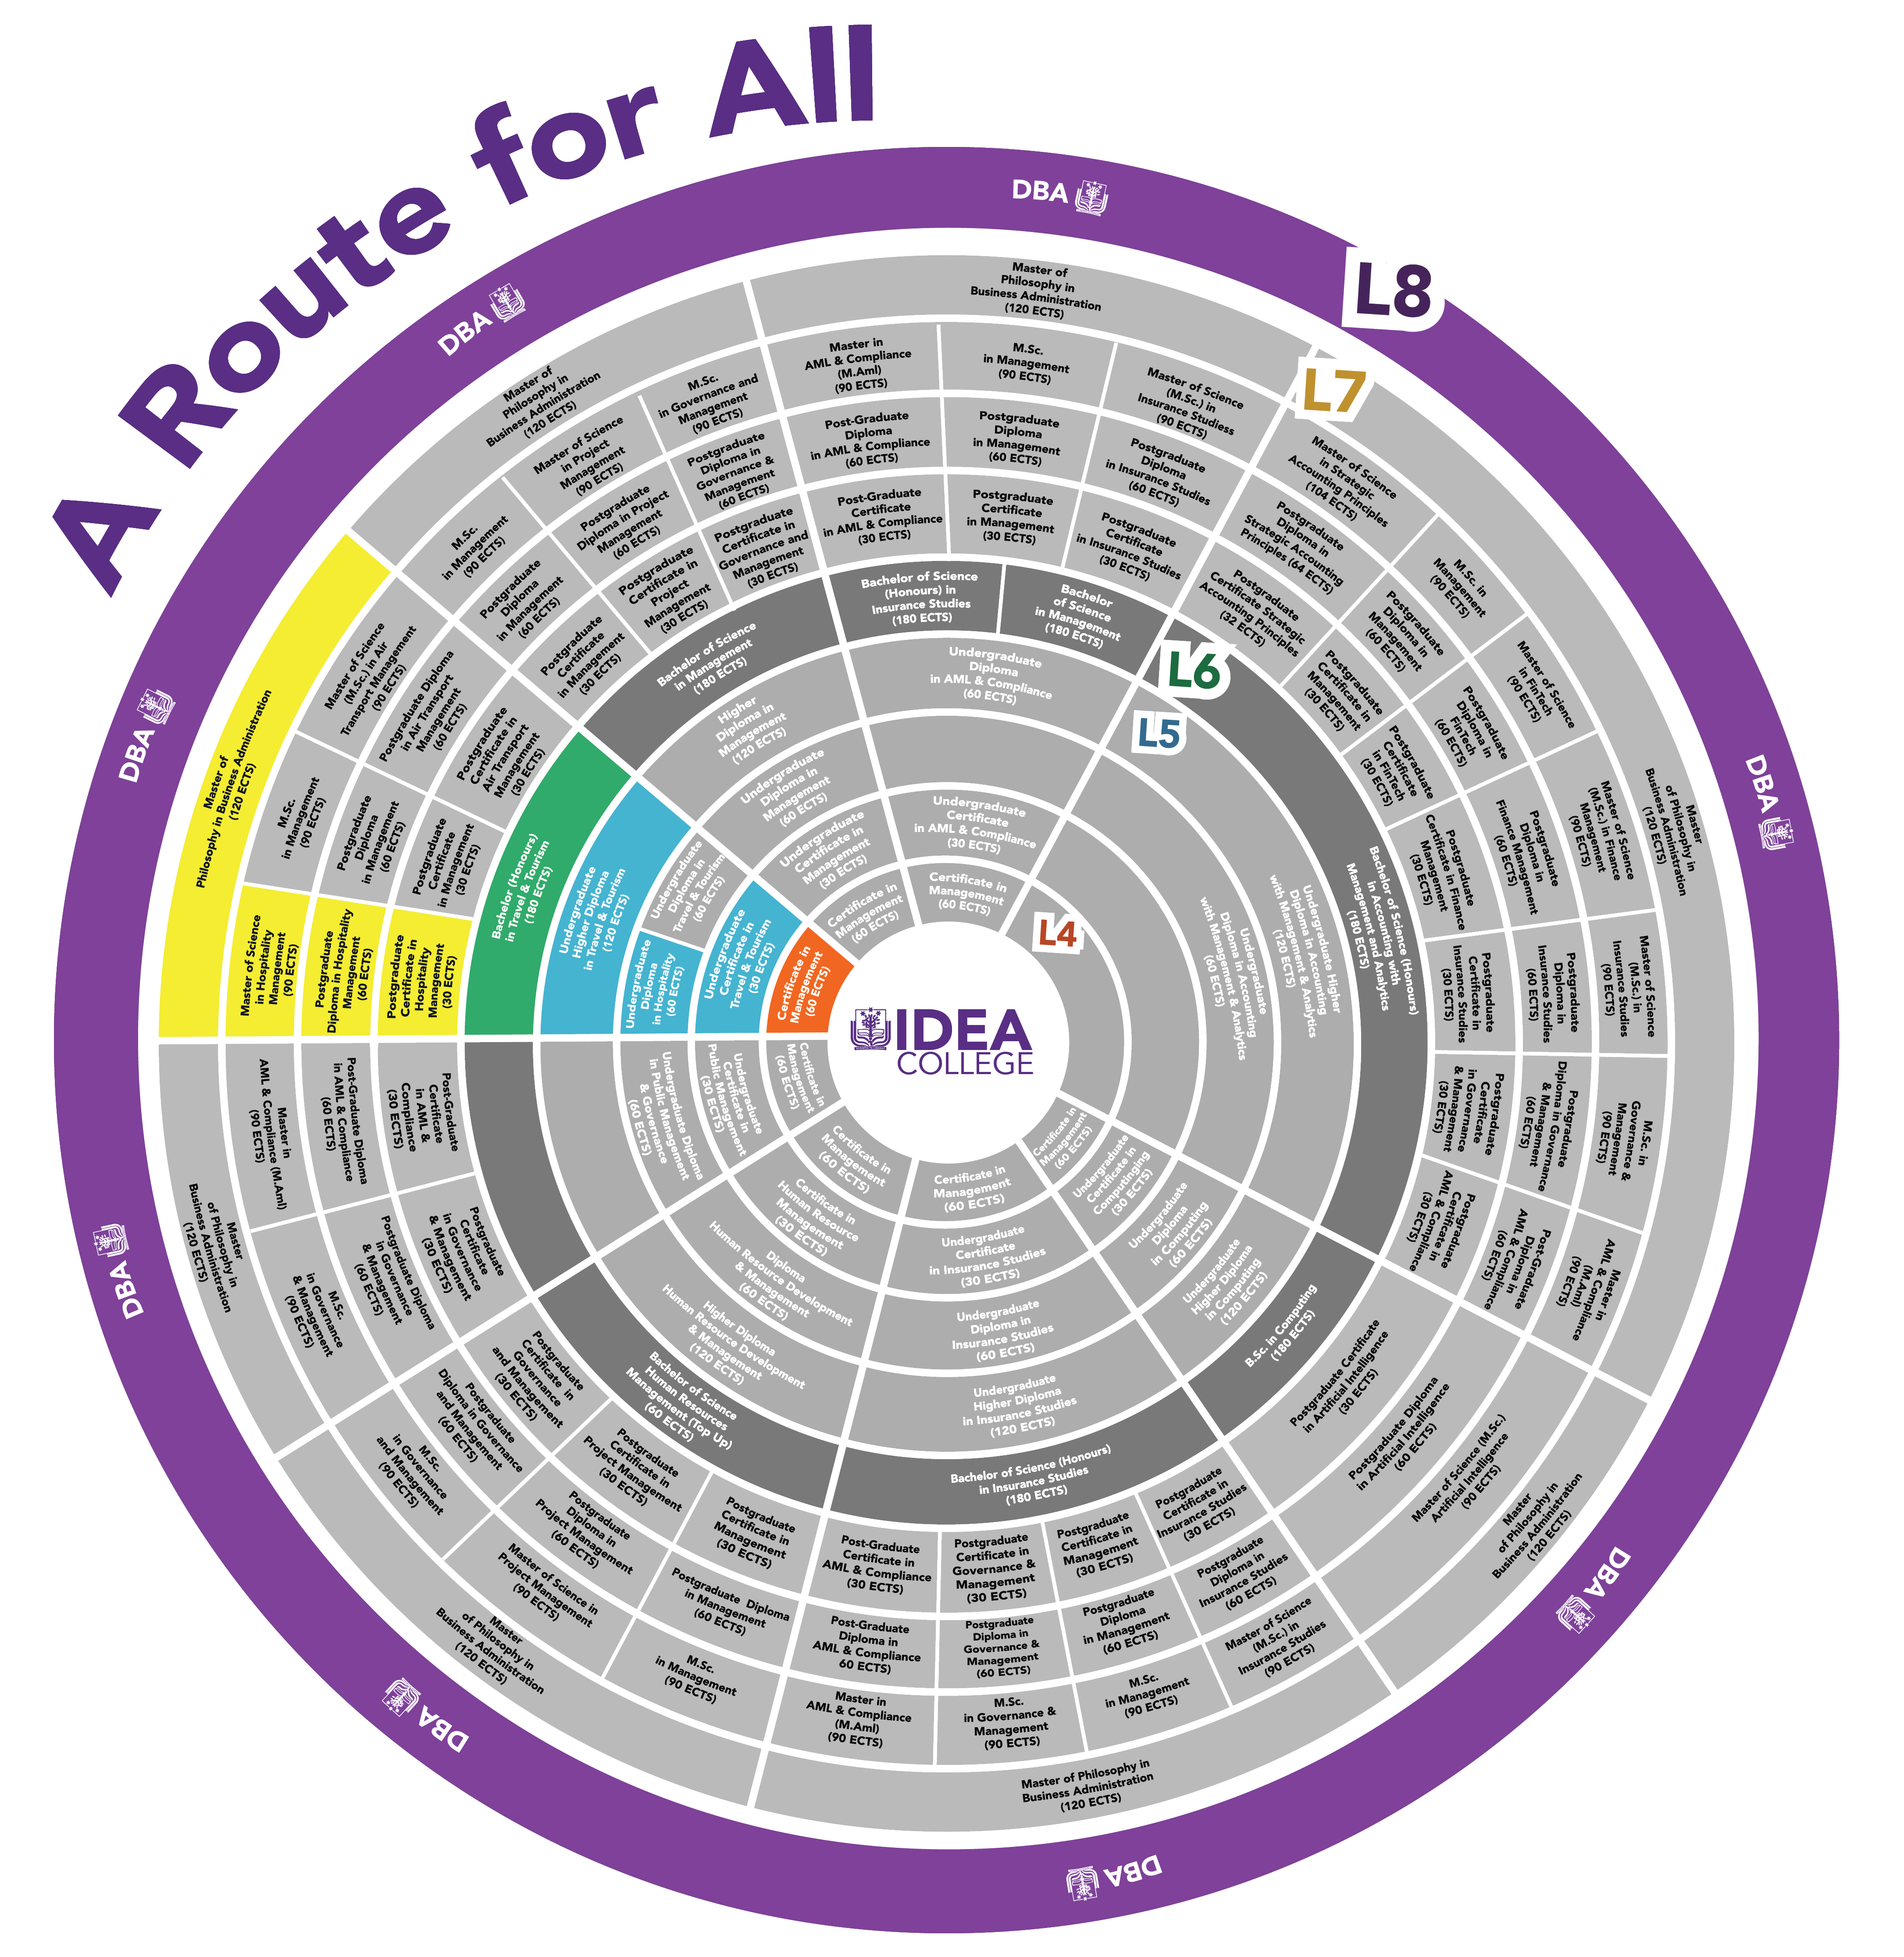 A Route for All
DBA
L8
DBA
DBA
DBA
DBA
DBA
DBA
DBA
L7
L6
L5
L4
IDEA
COLLEGE
Master of
Philosophy in
Business Administration
(120 ECTS)
Master in
AML & Compliance
(M.Aml)
(90 ECTS)
M.Sc.
in Management
(90 ECTS)
Master of Science
(M.Sc.) in
Insurance Studiess
(90 ECTS)
Post-Graduate
Diploma
in AML & Compliance
(60 ECTS)
Postgraduate
Diploma
in Management
(60 ECTS)
Postgraduate
Diploma
in Insurance Studies
(60 ECTS)
Post-Graduate
Certificate
in AML & Compliance
(30 ECTS)
Postgraduate
Certificate
in Management
(30 ECTS)
Postgraduate
Certificate
in Insurance Studies
(30 ECTS)
Bachelor of Science
(Honours) in
Insurance Studies
(180 ECTS)
Bachelor
of Science
in Management
(180 ECTS)
Undergraduate
Diploma
in AML & Compliance
(60 ECTS)
Undergraduate
Certificate
in AML & Compliance
(30 ECTS)
Certificate in
Management
(60 ECTS)
Master
of Philosophy in
Business Administration
(120 ECTS)
Master of Science
in Strategic
Accounting Principles
(104 ECTS)
M.Sc. in
Management
(90 ECTS)
Master of Science
in FinTech
(90 ECTS)
Master of Science
(M.Sc.) in Finance
Management
(90 ECTS)
Master of Science
(M.Sc.) in
Insurance Studies
(90 ECTS)
M.Sc. in
Governance &
Management
(90 ECTS)
Master in
AML & Compliance
(M.Aml)
(90 ECTS)
Postgraduate
Diploma in
Strategic Accounting
Principles (64 ECTS)
Postgraduate
Diploma in
Management
(60 ECTS)
Postgraduate
Diploma in
FinTech
(60 ECTS)
Postgraduate
Diploma in
Finance Management
(60 ECTS)
Postgraduate
Diploma in
Insurance Studies
(60 ECTS)
Postgraduate
Diploma in Governance
& Management
(60 ECTS)
Post-Graduate
Diploma in
AML & Compliance
(60 ECTS)
Postgraduate
Certificate Strategic
Accounting Principles
(32 ECTS)
Postgraduate
Certificate in
Management
(30 ECTS)
Postgraduate
Certificate
in FinTech
(30 ECTS)
Postgraduate
Certificate in Finance
Management
(30 ECTS)
Postgraduate
Certificate in
Insurance Studies
(30 ECTS)
Postgraduate
Certificate
in Governance
& Management
(30 ECTS)
Postgraduate
Certificate in
AML & Compliance
(30 ECTS)
Bachelor of Science (Honours)
in Accounting with
Management and Analytics
(180 ECTS)
Undergraduate Higher
Diploma in Accounting
with Management & Analytics
(120 ECTS)
Undergraduate
Diploma in Accounting
with Management & Analytics
(60 ECTS)
Master
of Philosophy in
Business Administration
(120 ECTS)
Master of Science (M.Sc.)
Artificial Intelligence
(90 ECTS)
Postgraduate Diploma
in Artificial Intelligence
(60 ECTS)
Postgraduate Certificate
in Artificial Intelligence
(30 ECTS)
B.Sc. in Computing
(180 ECTS)
Undergraduate
Higher Diploma
in Computing
(120 ECTS)
Undergraduate
Diploma
in Computing
(60 ECTS)
Undergraduate
Certificate in
Computinging
(30 ECTS)
Certificate in
Management
(60 ECTS)
Certificate in
Management
(60 ECTS)
Undergraduate
Certificate
in Insurance Studies
(30 ECTS)
Undergraduate
Diploma in
Insurance Studies
(60 ECTS)
Undergraduate
Higher Diploma
in Insurance Studies
(120 ECTS)
Bachelor of Science (Honours)
in Insurance Studies
(180 ECTS)
Post-Graduate
Certificate in
AML & Compliance
(30 ECTS)
Postgraduate
Certificate in
Governance &
Management
(30 ECTS)
Postgraduate
Certificate in
Management
(30 ECTS)
Postgraduate
Certificate in
Insurance Studies
(30 ECTS)
Post-Graduate
Diploma in
AML & Compliance
60 ECTS)
Postgraduate
Diploma in
Governance &
Management
(60 ECTS)
Postgraduate
Diploma
in Management
(60 ECTS)
Postgraduate
Diploma in
Insurance Studies
(60 ECTS)
Master in
AML & Compliance
(M.Aml)
(90 ECTS)
M.Sc.
in Governance &
Management
(90 ECTS)
M.Sc.
in Management
(90 ECTS)
Master of Science
(M.Sc.) in
Insurance Studies
(90 ECTS)
Master of Philosophy in
Business Administration
(120 ECTS)
Certificate in
Management
(60 ECTS)
Certificate in
Human Resource
Management
(30 ECTS)
Diploma
Human Resource Development
& Management
(60 ECTS)
Higher Diploma
Human Resource Development
& Management
(120 ECTS)
Bachelor of Science
Human Resources
Management (Top Up)
(60 ECTS)
Postgraduate
Certificate in
Governance
and Management
(30 ECTS)
Postgraduate
Certificate in
Project Management
(30 ECTS)
Postgraduate
Certificate in
Management
(30 ECTS)
Postgraduate
Diploma in Governance
and Management
(60 ECTS)
Postgraduate
Diploma in
Project Management
(60 ECTS)
Postgraduate Diploma
in Management
(60 ECTS)
M.Sc.
in Governance
and Management
(90 ECTS)
Master of Science in
Project Management
(90 ECTS)
M.Sc.
in Management
(90 ECTS)
Master
of Philosophy in
Business Administration
(120 ECTS)
Certificate in
Management
(60 ECTS)
Undergraduate
Certificate in
Public Management
(30 ECTS)
Undergraduate Diploma
in Public Management
& Governance
(60 ECTS)
Post-Graduate
Certificate
in AML &
Compliance
(30 ECTS)
Postgraduate
Certificate
in Governance
& Management
(30 ECTS)
Post-Graduate Diploma
in AML & Compliance
(60 ECTS)
Postgraduate Diploma
in Governance
& Management
(60 ECTS)
Master in
AML & Compliance (M.Aml)
(90 ECTS)
M.Sc.
in Governance
& Management
(90 ECTS)
Master
of Philosophy in
Business Administration
(120 ECTS)
Certificate in
Management
(60 ECTS)
Undergraduate
Certificate in
Travel & Tourism
(30 ECTS)
Undergraduate
Diploma
in Hospitality
(60 ECTS)
Undergraduate
Diploma in
Travel & Tourism
(60 ECTS)
Undergraduate
Higher Diploma
in Travel & Tourism
(120 ECTS)
Bachelor (Honours)
in Travel & Tourism
(180 ECTS)
Postgraduate
Certificate in
Hospitality
Management
(30 ECTS)
Postgraduate
Certificate
in Management
(30 ECTS)
Postgraduate
Certificate in
Air Transport
Management
(30 ECTS)
Postgraduate
Diploma in Hospitality
Management
(60 ECTS)
Postgraduate
Diploma
in Management
(60 ECTS)
Postgraduate Diploma
in Air Transport
Management
(60 ECTS)
Master of Science
in Hospitality
Management
(90 ECTS)
M.Sc.
in Management
(90 ECTS)
Master of Science
(M.Sc.) in Air
Transport Management
(90 ECTS)
Master of
Philosophy in Business Administration
(120 ECTS)
Certificate in
Management
(60 ECTS)
Undergraduate
Certificate in
Management
(30 ECTS)
Undergraduate
Diploma in
Management
(60 ECTS)
Higher
Diploma in
Management
(120 ECTS)
Bachelor of Science
in Management
(180 ECTS)
Postgraduate
Certificate
in Management
(30 ECTS)
Postgraduate
Certificate in
Project
Management
(30 ECTS)
Postgraduate
Certificate in
Governance and
Management
(30 ECTS)
Postgraduate
Diploma
in Management
(60 ECTS)
Postgraduate
Diploma in Project
Management
(60 ECTS)
Postgraduate
Diploma in
Governance &
Management
(60 ECTS)
M.Sc.
in Management
(90 ECTS)
Master of Science
in Project
Management
(90 ECTS)
M.Sc.
in Governance and
Management
(90 ECTS)
Master of
Philosophy in
Business Administration
(120 ECTS)